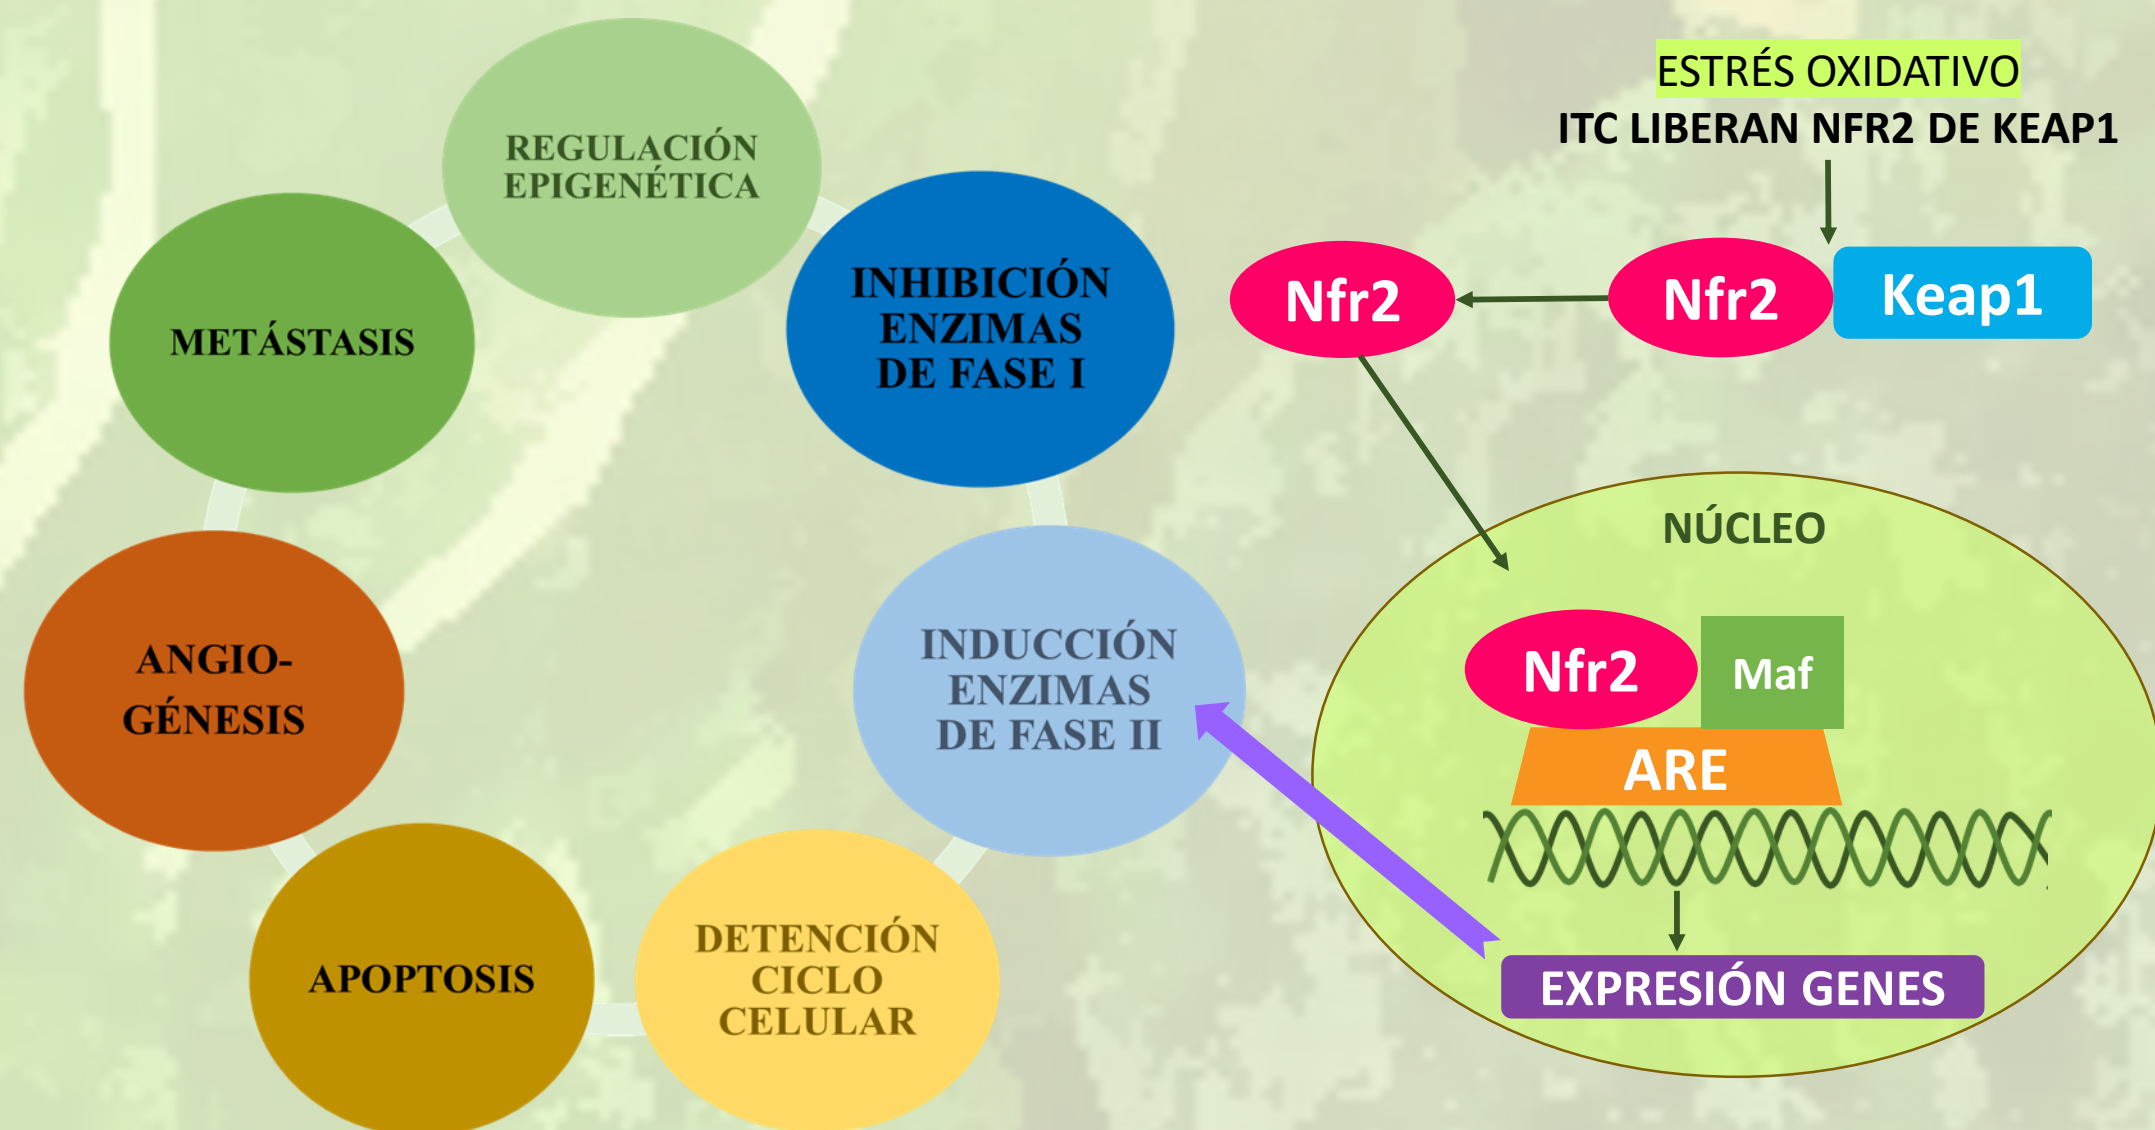 REGULACIÓN
EPIGENÉTICA
INHIBICIÓN
ENZIMAS
DE FASE I
INDUCCIÓN
ENZIMAS
DE FASE II
DETENCIÓN
CICLO
CELULAR
APOPTOSIS
ANGIO-
GÉNESIS
METÁSTASIS
ESTRÉS OXIDATIVO
ITC LIBERAN NFR2 DE KEAP1
Nfr2
Nfr2
Keap1
NÚCLEO
Nfr2
Maf
ARE
EXPRESIÓN GENES